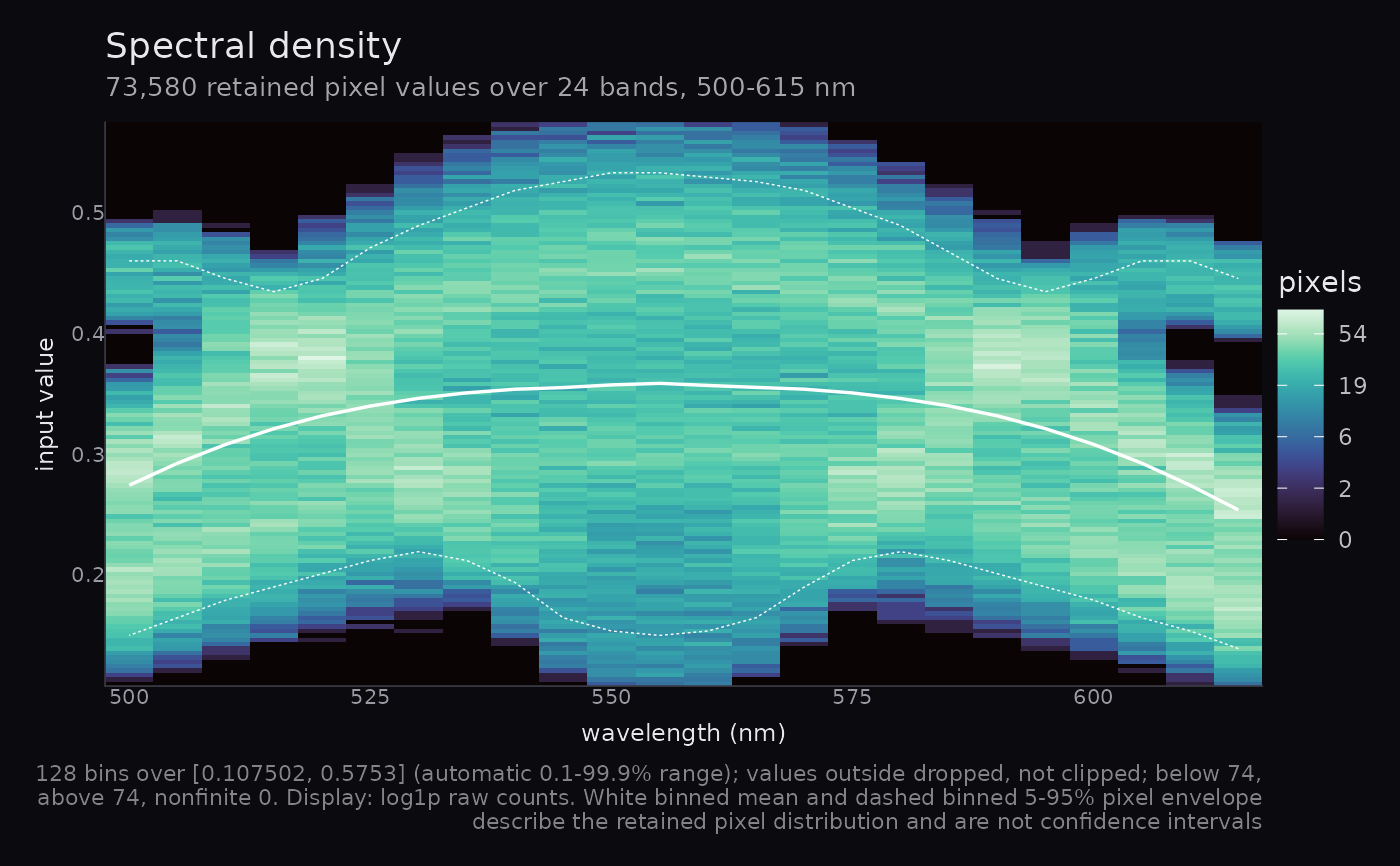 Spectral density
73,580 retained pixel values over 24 bands, 500-615 nm
0.5
0.4
0.3
0.2
input value
500
525
550
575
600
wavelength (nm)
pixels
54
19
6
2
0
128 bins over [0.107502, 0.5753] (automatic 0.1-99.9% range); values outside dropped, not clipped; below 74,
above 74, nonfinite 0. Display: log1p raw counts. White binned mean and dashed binned 5-95% pixel envelope
describe the retained pixel distribution and are not confidence intervals